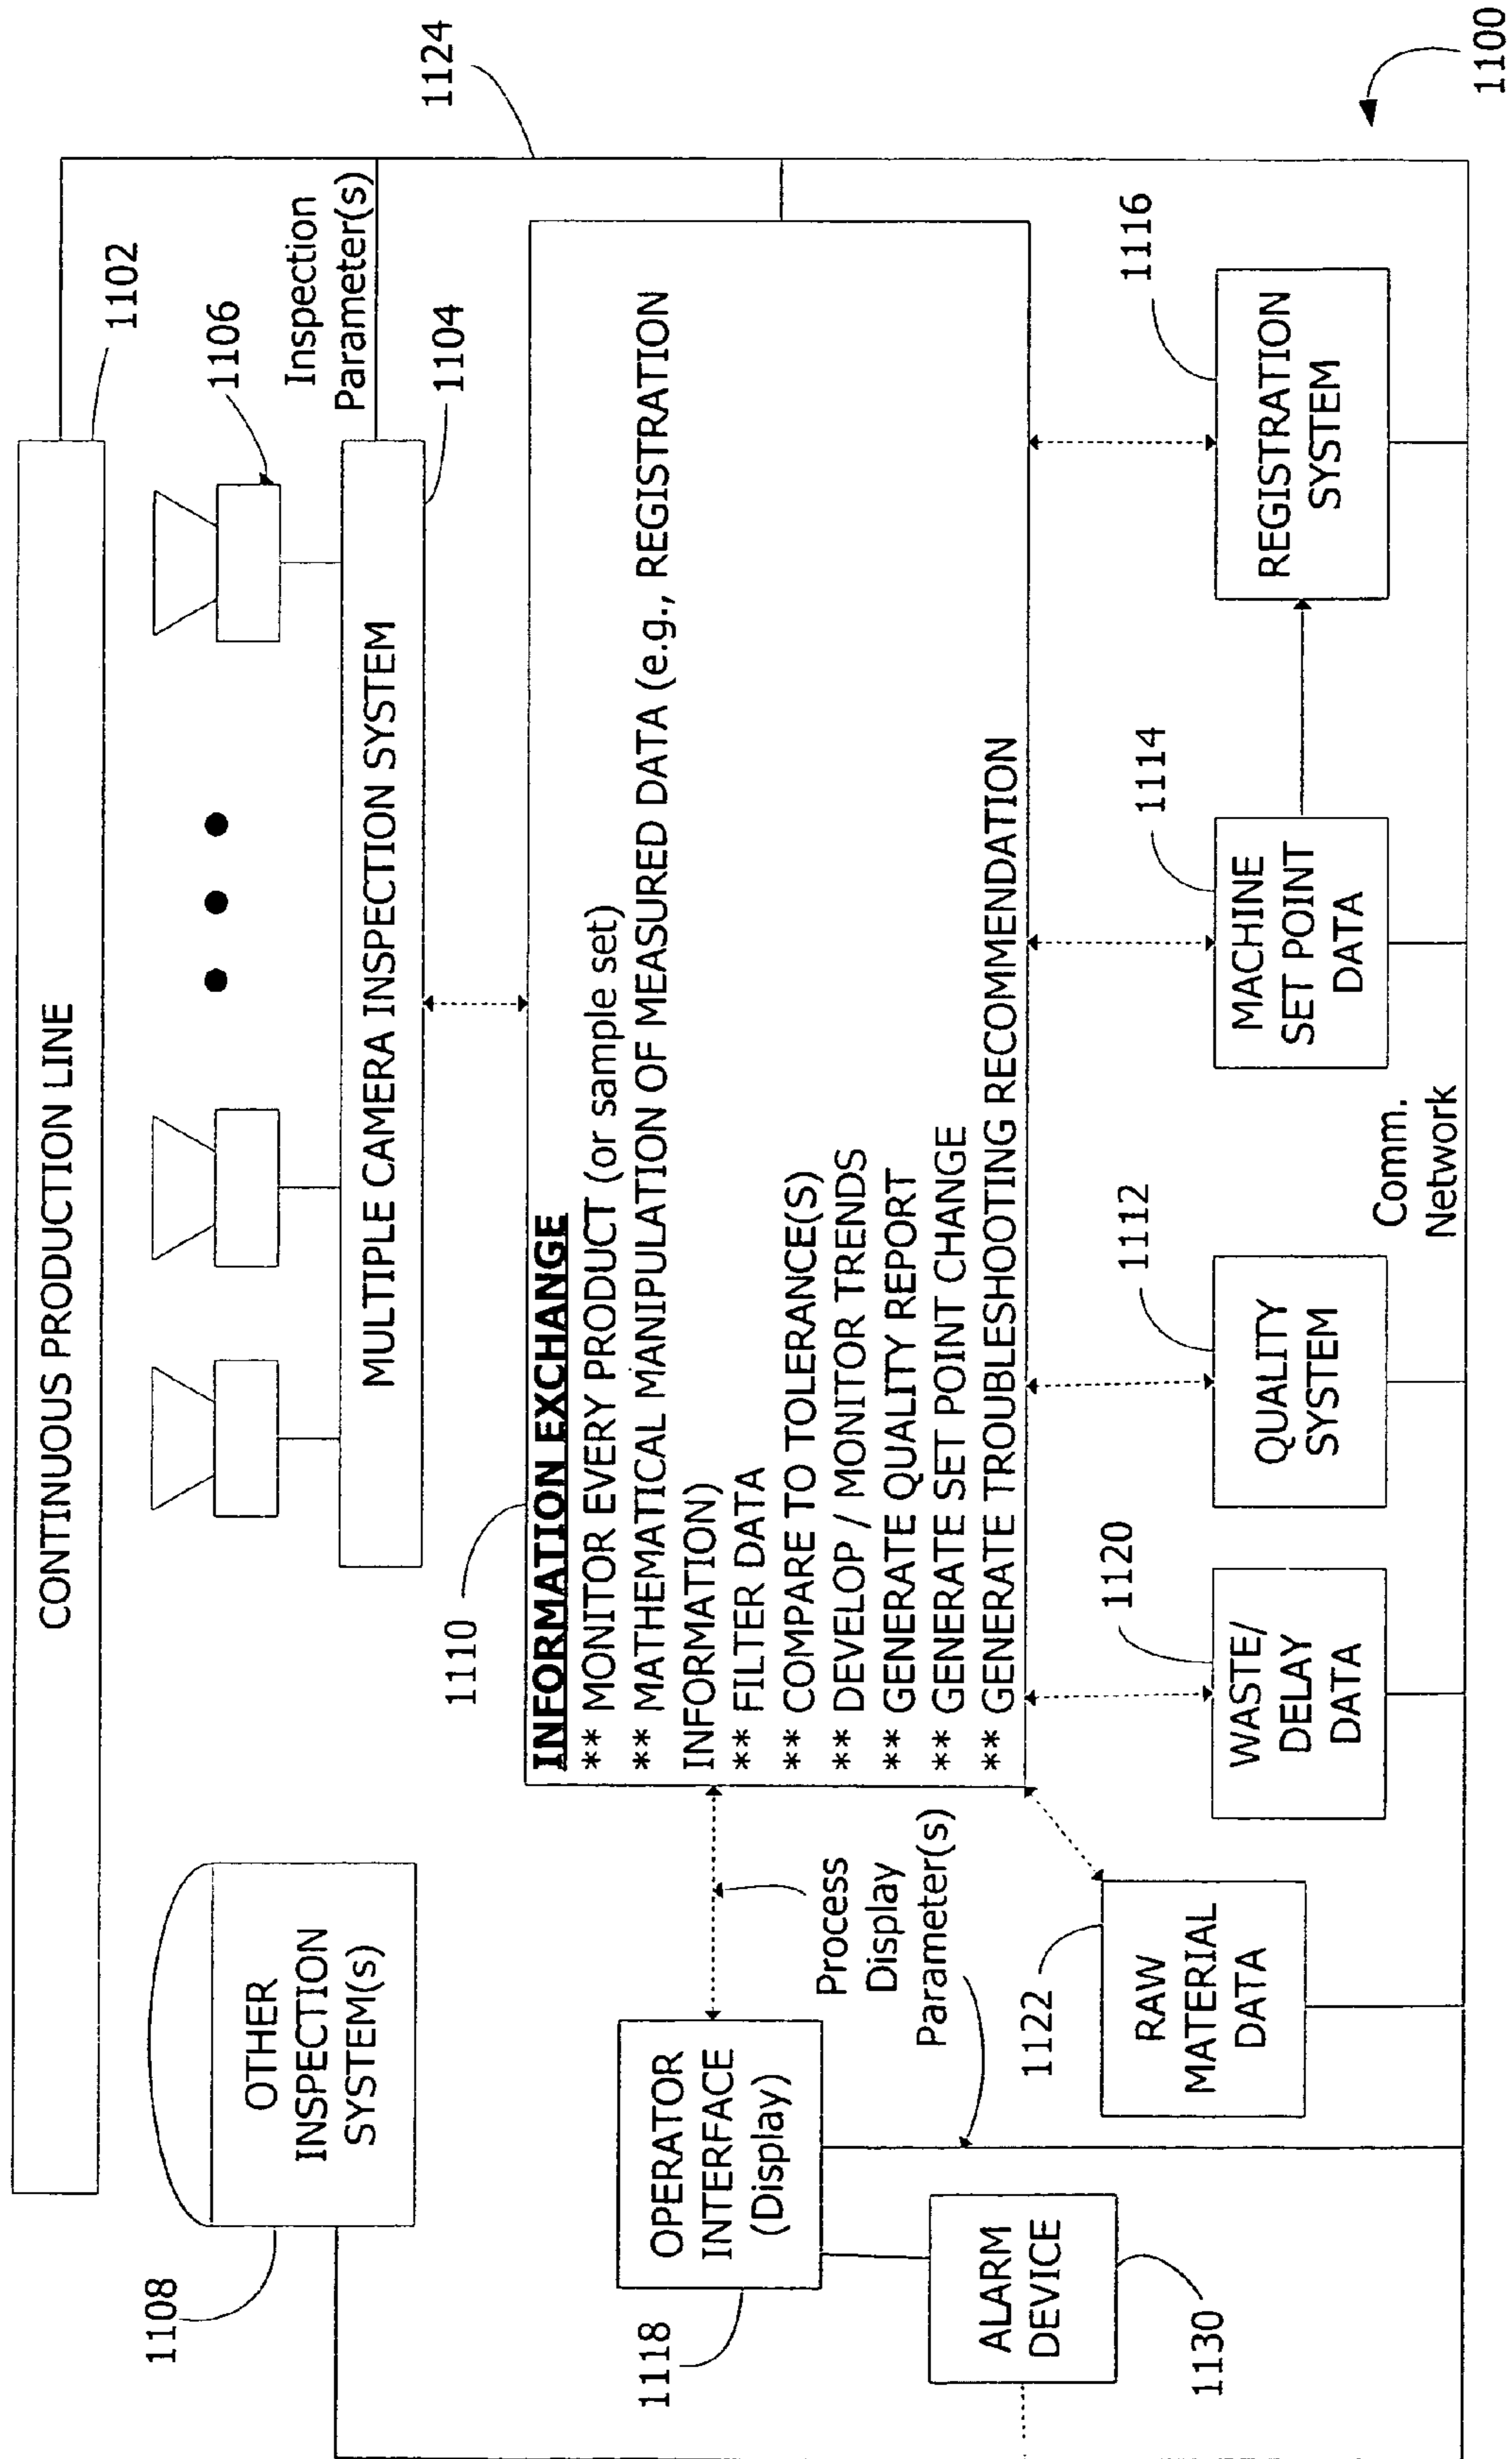 CONTINUOUS PRODUCTION LINE
1102
1106
Inspection
Parameter(s)
1124
MULTIPLE CAMERA INSPECTION SYSTEM
1104
OTHER
INSPECTION
SYSTEM(s)
1108
1110
INFORMATION EXCHANGE
** MONITOR EVERY PRODUCT (or sample set)
** MATHEMATICAL MANIPULATION OF MEASURED DATA (e.g., REGISTRATION
INFORMATION)
** FILTER DATA
** COMPARE TO TOLERANCE(S)
** DEVELOP / MONITOR TRENDS
** GENERATE QUALITY REPORT
** GENERATE SET POINT CHANGE
** GENERATE TROUBLESHOOTING RECOMMENDATION
OPERATOR
INTERFACE
(Display)
1118
Process
Display
Parameter(s)
ALARM
DEVICE
1130
1122
RAW
MATERIAL
DATA
1120
WASTE/
DELAY
DATA
1112
QUALITY
SYSTEM
1114
MACHINE
SET POINT
DATA
1116
REGISTRATION
SYSTEM
Comm.
Network
1100